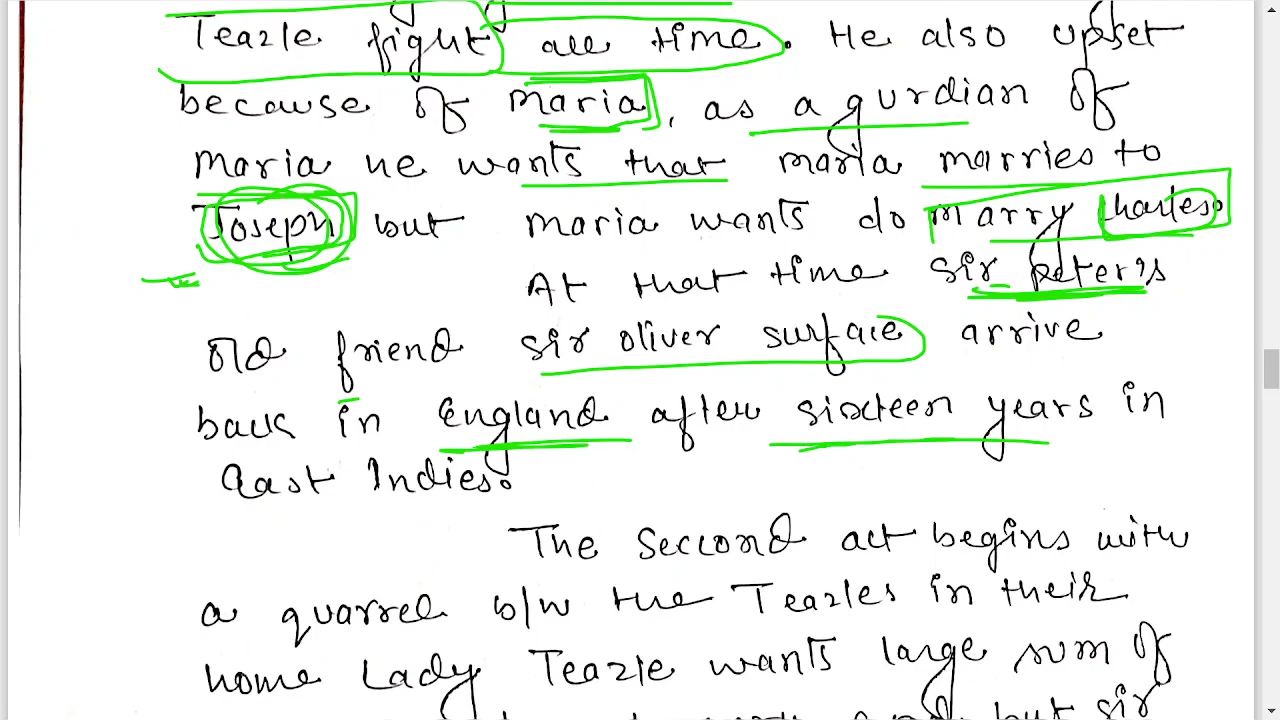 Teazle fight all time. He also upset
because of maria, as a gurdian of
maria he wants that maria marries to
Joseph but maria wants do marry Charles.
At that time sir peter's
old friend sir oliver surface arrive
back in England after sixteen years in
East Indies.
The Seccond act begins with
a quarrel b/w the Teazles in their
home Lady Teazle wants large sum of
but sir